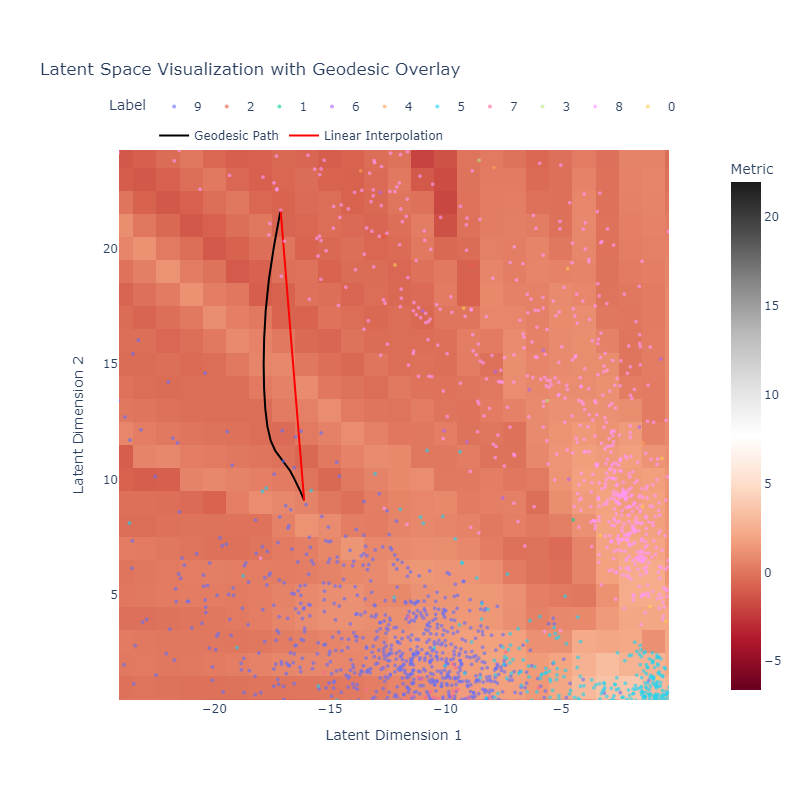 Latent Space Visualization with Geodesic Overlay
Label 9 2 1 6 4 5 7 3 8 0
Geodesic Path Linear Interpolation
Metric
20
15
10
5
0
−5
Latent Dimension 2
20
15
10
5
−20 −15 −10 −5
Latent Dimension 1